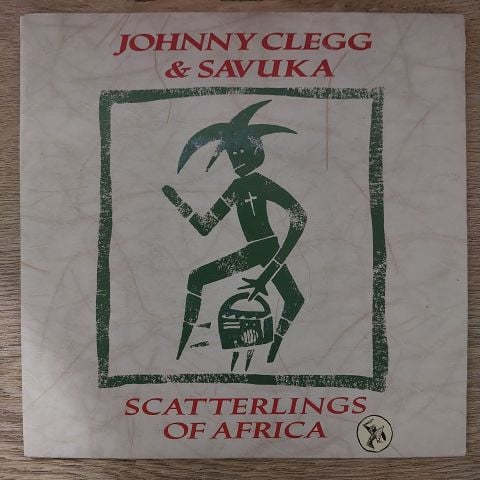 JOHNNY CLEGG
& SAVUKA
SCATTERLINGS
OF AFRICA